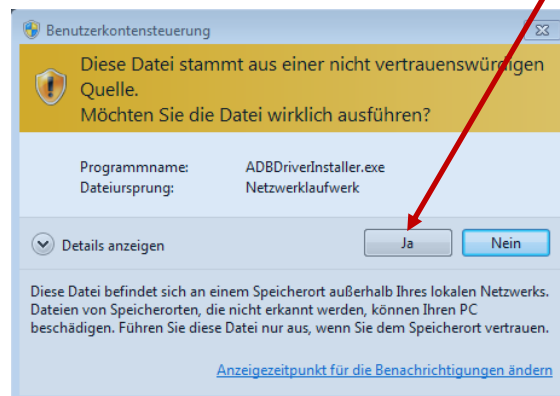 Benutzerkontensteuerung
Diese Datei stammt aus einer nicht vertrauenswürdigen
Quelle.
Möchten Sie die Datei wirklich ausführen?
Programmname: ADBDriverInstaller.exe
Dateiursprung: Netzwerklaufwerk
Details anzeigen
Ja
Nein
Diese Datei befindet sich an einem Speicherort außerhalb Ihres lokalen Netzwerks.
Dateien von Speicherorten, die nicht erkannt werden, können Ihren PC
beschädigen. Führen Sie diese Datei nur aus, wenn Sie dem Speicherort vertrauen.
Anzeigezeitpunkt für die Benachrichtigungen ändern